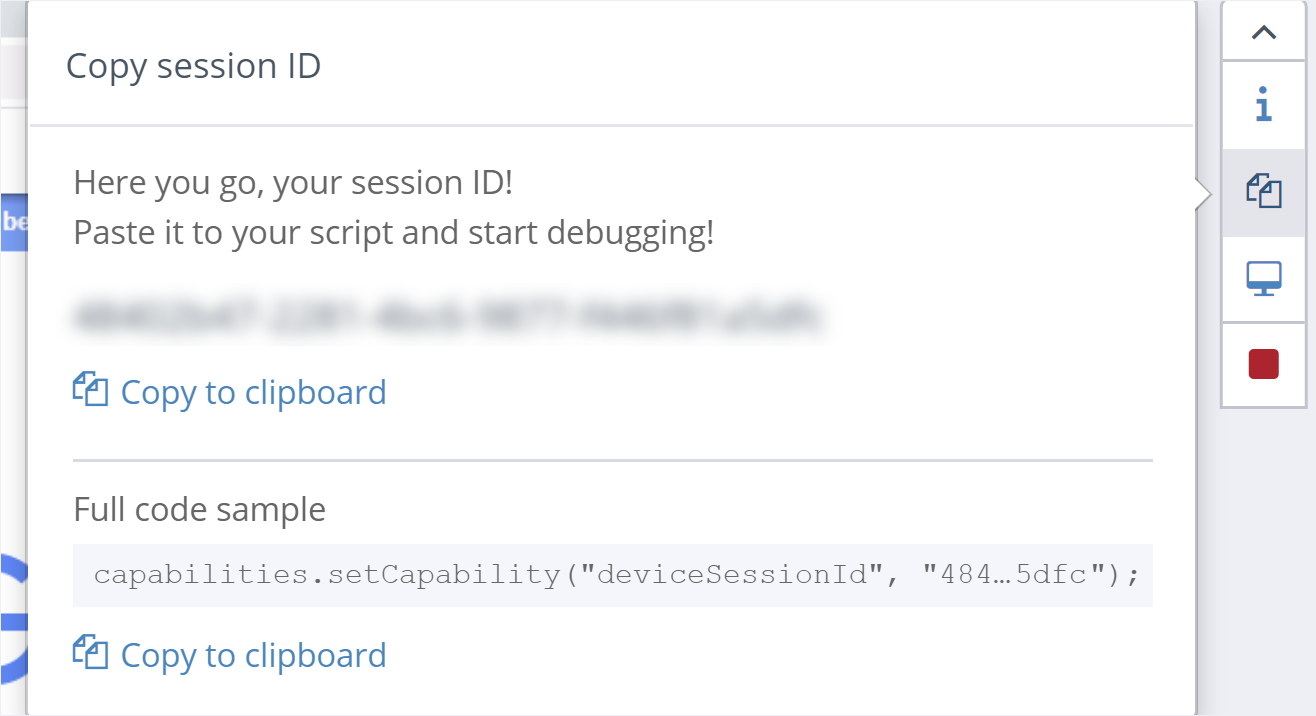 Copy session ID
Here you go, your session ID!
Paste it to your script and start debugging!
Copy to clipboard
Full code sample
capabilities.setCapability("deviceSessionId", "484…5dfc");
Copy to clipboard
be